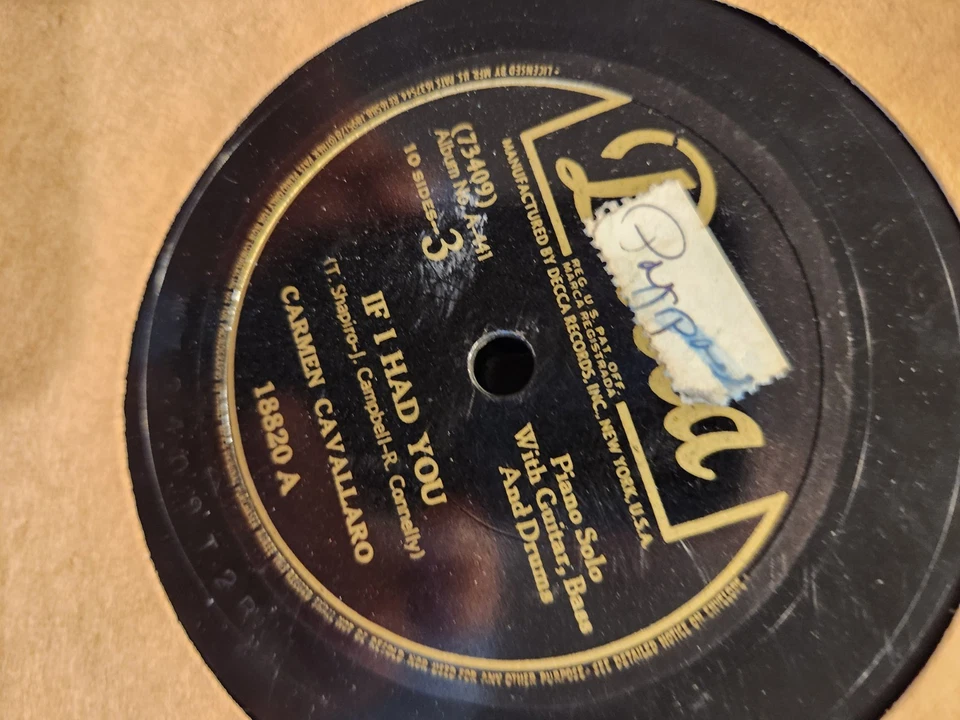 Decca
Pappas
REG. U. S. PAT. OFF.
MARCA REGISTRADA
MANUFACTURED BY DECCA RECORDS, INC., NEW YORK, U.S.A.
(73409)
Album No. A-441
10 SIDES—3
Piano Solo
With Guitar, Bass
And Drums
IF I HAD YOU
(T. Shapiro-J. Campbell-R. Connelly)
CARMEN CAVALLARO
18820 A